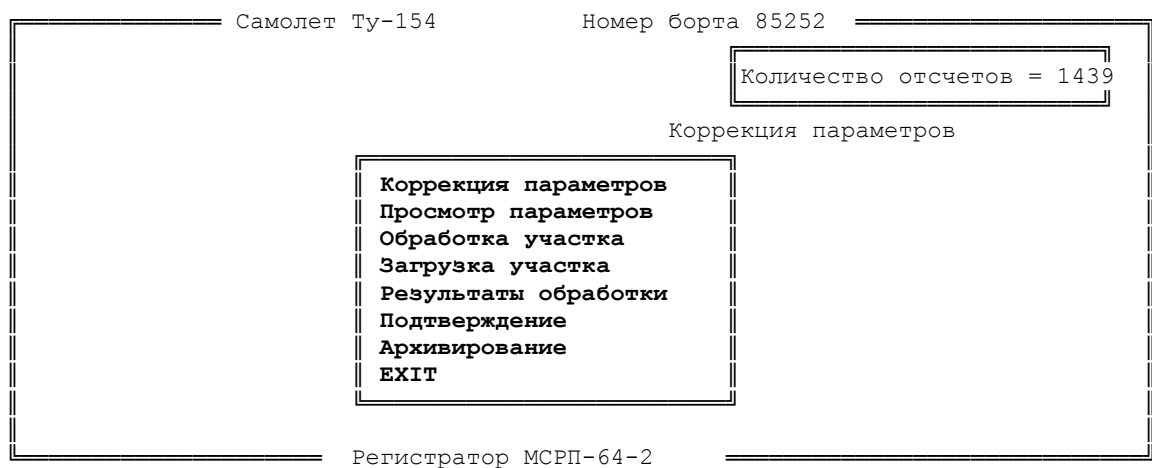 Самолет Ту-154 Номер борта 85252
Количество отсчетов = 1439
Коррекция параметров
Коррекция параметров
Просмотр параметров
Обработка участка
Загрузка участка
Результаты обработки
Подтверждение
Архивирование
EXIT
Регистратор МСРП-64-2